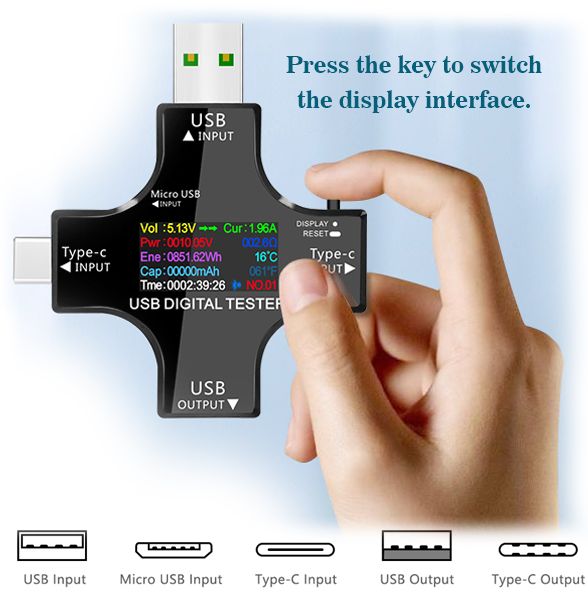 Press the key to switch
the display interface.
USB
▲INPUT
Micro USB
◀INPUT
DISPLAY ●
RESET
Vol :5.13V →→ Cur:1.96A
Pwr :0010.05V 002.6Ω
Ene :0851.62Wh 16℃
Cap:00000mAh 061°F
Tme:0002:39:26 NO.01
USB DIGITAL TESTER
Type-c
◀INPUT
Type-c
PUT▶
USB
OUTPUT▼
USB Input
Micro USB Input
Type-C Input
USB Output
Type-C Output